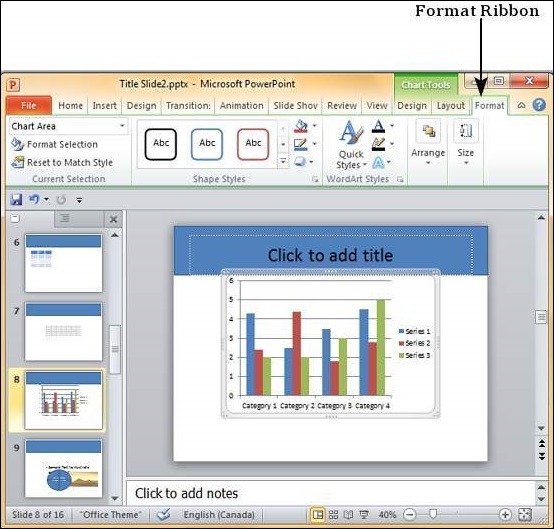 Format Ribbon
Title Slide2.pptx - Microsoft PowerPoint
Chart Tools
File Home Insert Design Transition: Animation Slide Shov Review View Design Layout Format
Chart Area
Format Selection
Reset to Match Style
Current Selection
Abc Abc Abc
Shape Styles
Quick
Styles
WordArt Styles
Arrange
Size
6
7
8
9
Click to add title
6
5
4
3
2
1
0
Category 1 Category 2 Category 3 Category 4
Series 1
Series 2
Series 3
Click to add notes
Slide 8 of 16 "Office Theme" English (Canada) 40%